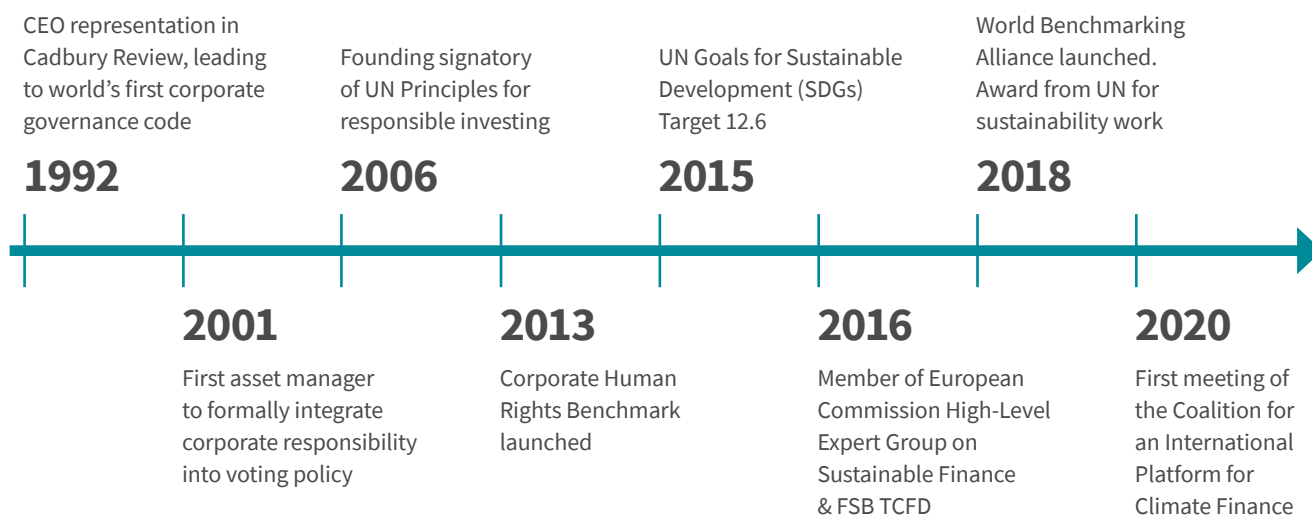 CEO representation in
Cadbury Review, leading
to world’s first corporate
governance code
1992
2001
First asset manager
to formally integrate
corporate responsibility
into voting policy
Founding signatory
of UN Principles for
responsible investing
2006
2013
Corporate Human
Rights Benchmark
launched
UN Goals for Sustainable
Development (SDGs)
Target 12.6
2015
2016
Member of European
Commission High-Level
Expert Group on
Sustainable Finance
& FSB TCFD
World Benchmarking
Alliance launched.
Award from UN for
sustainability work
2018
2020
First meeting of
the Coalition for
an International
Platform for
Climate Finance